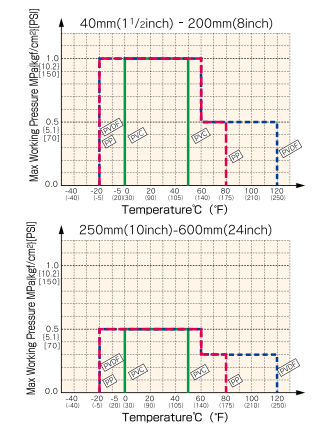 40mm(1 1/2inch) - 200mm(8inch)
Max Working Pressure MPa{kgf/cm²}[PSI]
1.0
{10.2}
[150]
0.5
{5.1}
[70]
0.0
PVDF
PP
PVC
PVC
PP
PVDF
-40 -20 -5 0 20 40 60 80 100 120
(-40) (-5) (20) (30) (90) (105) (140) (175) (210) (250)
Temperature℃ (°F)
250mm(10inch)-600mm(24inch)
Max Working Pressure MPa{kgf/cm²}[PSI]
1.0
{10.2}
[150]
0.5
{5.1}
[70]
0.0
PVDF
PP
PVC
PVC
PP
PVDF
-40 -20 -5 0 20 40 60 80 100 120
(-40) (-5) (20) (30) (90) (105) (140) (175) (210) (250)
Temperature℃ (°F)